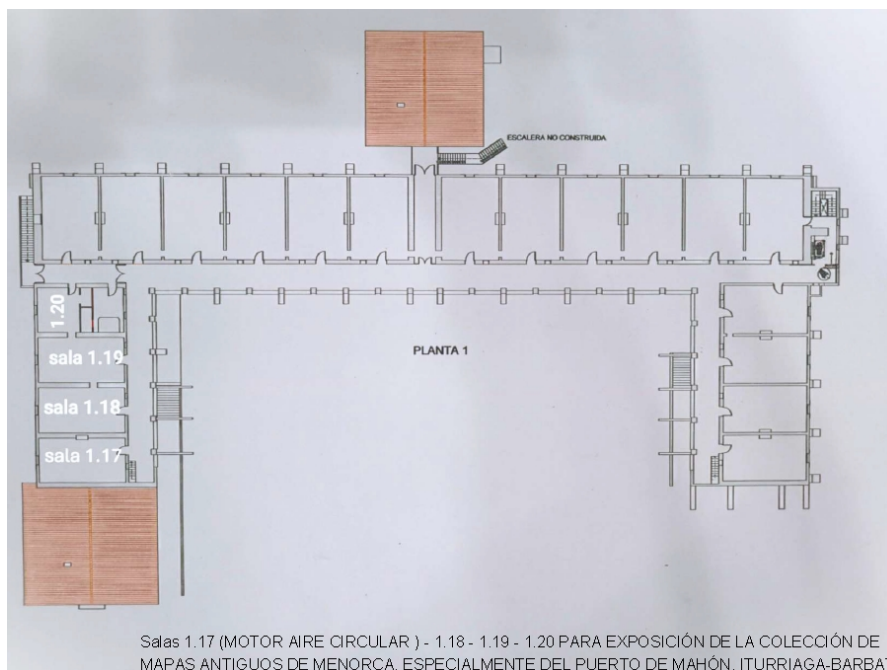 ESCALERA NO CONSTRUIDA
1.20
sala 1.19
PLANTA 1
sala 1.18
sala 1.17
Salas 1.17 (MOTOR AIRE CIRCULAR ) - 1.18 - 1.19 - 1.20 PARA EXPOSICIÓN DE LA COLECCIÓN DE
MAPAS ANTIGUOS DE MENORCA, ESPECIALMENTE DEL PUERTO DE MAHÓN. ITURRIAGA-BARBA